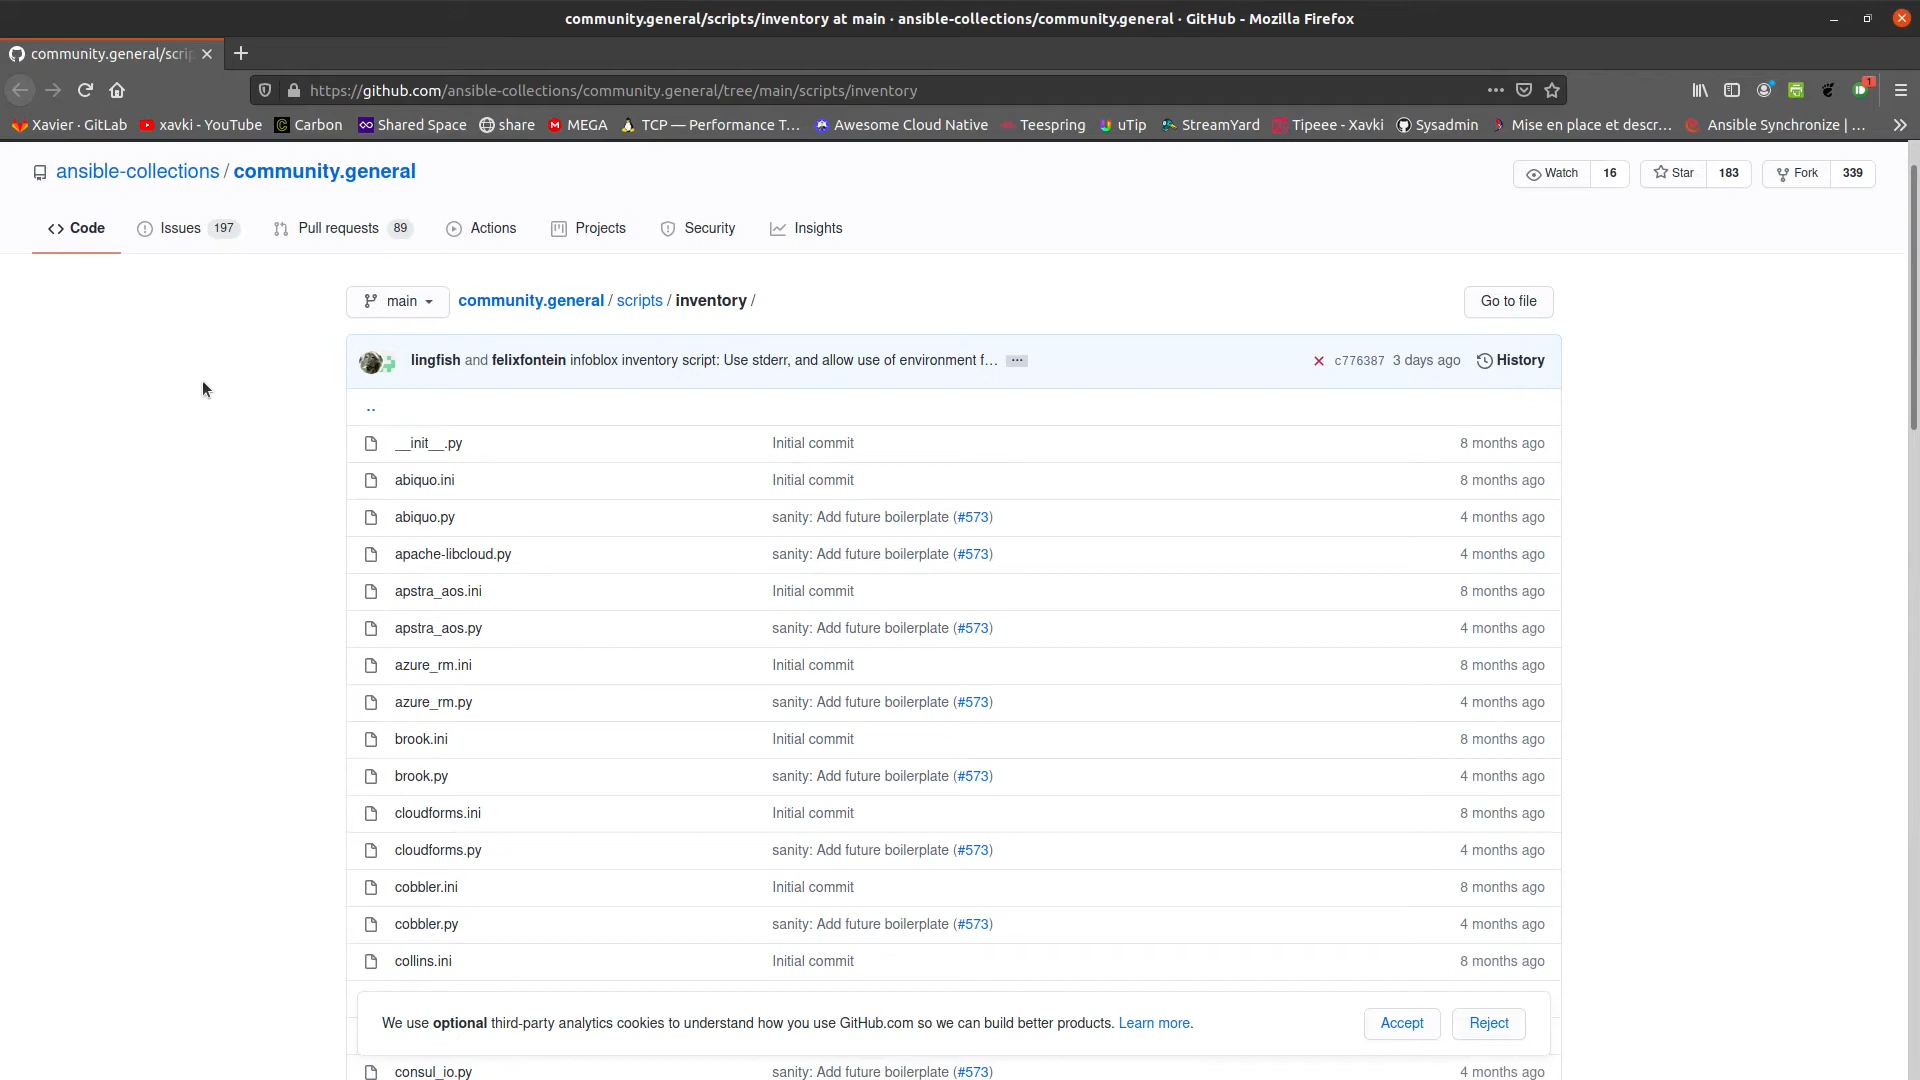 community.general/scripts/inventory at main · ansible-collections/community.general · GitHub - Mozilla Firefox
community.general/scri
https://github.com/ansible-collections/community.general/tree/main/scripts/inventory
1
Xavier · GitLab
xavki - YouTube
Carbon
Shared Space
share
MEGA
TCP — Performance T…
Awesome Cloud Native
Teespring
uTip
StreamYard
Tipeee - Xavki
Sysadmin
Mise en place et descr…
Ansible Synchronize | …
ansible-collections / community.general
Watch 16
Star 183
Fork 339
Code
Issues 197
Pull requests 89
Actions
Projects
Security
Insights
main
community.general / scripts / inventory /
Go to file
lingfish and felixfontein infoblox inventory script: Use stderr, and allow use of environment f… ...
c776387 3 days ago
History
..
__init__.py Initial commit 8 months ago
abiquo.ini Initial commit 8 months ago
abiquo.py sanity: Add future boilerplate (#573) 4 months ago
apache-libcloud.py sanity: Add future boilerplate (#573) 4 months ago
apstra_aos.ini Initial commit 8 months ago
apstra_aos.py sanity: Add future boilerplate (#573) 4 months ago
azure_rm.ini Initial commit 8 months ago
azure_rm.py sanity: Add future boilerplate (#573) 4 months ago
brook.ini Initial commit 8 months ago
brook.py sanity: Add future boilerplate (#573) 4 months ago
cloudforms.ini Initial commit 8 months ago
cloudforms.py sanity: Add future boilerplate (#573) 4 months ago
cobbler.ini Initial commit 8 months ago
cobbler.py sanity: Add future boilerplate (#573) 4 months ago
collins.ini Initial commit 8 months ago
We use optional third-party analytics cookies to understand how you use GitHub.com so we can build better products. Learn more.
Accept
Reject
consul_io.py sanity: Add future boilerplate (#573) 4 months ago